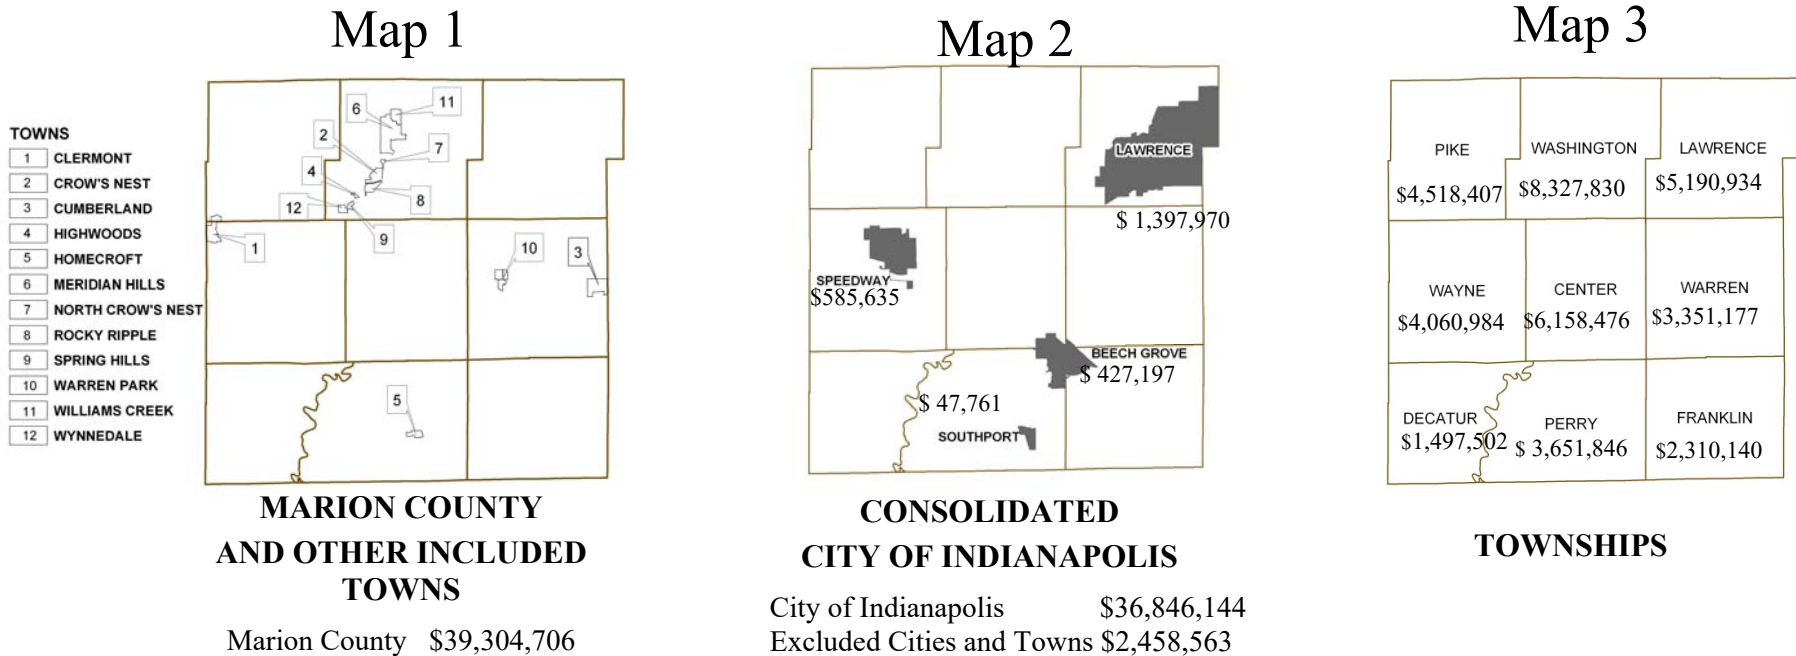 Map 1
TOWNS
1 CLERMONT
2 CROW'S NEST
3 CUMBERLAND
4 HIGHWOODS
5 HOMECROFT
6 MERIDIAN HILLS
7 NORTH CROW'S NEST
8 ROCKY RIPPLE
9 SPRING HILLS
10 WARREN PARK
11 WILLIAMS CREEK
12 WYNNEDALE
6
11
2
7
4
8
12
9
1
10
3
5
MARION COUNTY
AND OTHER INCLUDED
TOWNS
Marion County $39,304,706
Map 2
LAWRENCE
$ 1,397,970
SPEEDWAY
$585,635
BEECH GROVE
$ 427,197
$ 47,761
SOUTHPORT
CONSOLIDATED
CITY OF INDIANAPOLIS
City of Indianapolis $36,846,144
Excluded Cities and Towns $2,458,563
Map 3
PIKE WASHINGTON LAWRENCE
$4,518,407 $8,327,830 $5,190,934
WAYNE CENTER WARREN
$4,060,984 $6,158,476 $3,351,177
DECATUR PERRY FRANKLIN
$1,497,502 $ 3,651,846 $2,310,140
TOWNSHIPS